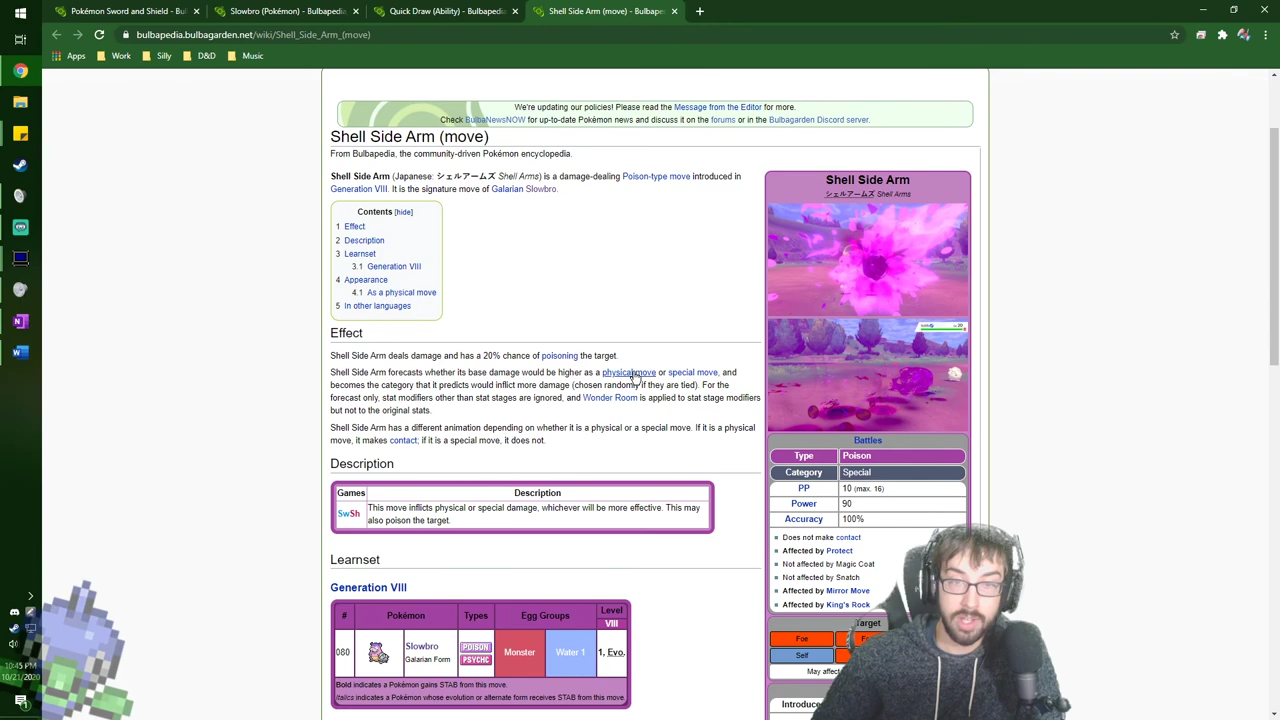 Pokémon Sword and Shield - Bul
Slowbro (Pokémon) - Bulbapedia
Quick Draw (Ability) - Bulbapedia
Shell Side Arm (move) - Bulbaped
bulbapedia.bulbagarden.net/wiki/Shell_Side_Arm_(move)
Apps
Work
Silly
D&D
Music
We're updating our policies! Please read the Message from the Editor for more.
Check BulbaNewsNOW for up-to-date Pokémon news and discuss it on the forums or in the Bulbagarden Discord server.
Shell Side Arm (move)
From Bulbapedia, the community-driven Pokémon encyclopedia.
Shell Side Arm (Japanese: シェルアームズ Shell Arms) is a damage-dealing Poison-type move introduced in
Generation VIII. It is the signature move of Galarian Slowbro.
Contents [hide]
1 Effect
2 Description
3 Learnset
3.1 Generation VIII
4 Appearance
4.1 As a physical move
5 In other languages
Effect
Shell Side Arm deals damage and has a 20% chance of poisoning the target.
Shell Side Arm forecasts whether its base damage would be higher as a physical move or special move, and
becomes the category that it predicts would inflict more damage (chosen randomly if they are tied). For the
forecast only, stat modifiers other than stat stages are ignored, and Wonder Room is applied to stat stage modifiers
but not to the original stats.
Shell Side Arm has a different animation depending on whether it is a physical or a special move. If it is a physical
move, it makes contact; if it is a special move, it does not.
Description
Games
Description
SwSh
This move inflicts physical or special damage, whichever will be more effective. This may
also poison the target.
Learnset
Generation VIII
#
Pokémon
Types
Egg Groups
Level
VIII
080
Slowbro
Galarian Form
POISON
PSYCHC
Monster
Water 1
1, Evo.
Bold indicates a Pokémon gains STAB from this move.
Italics indicates a Pokémon whose evolution or alternate form receives STAB from this move.
Shell Side Arm
シェルアームズ Shell Arms
Battles
Type
Poison
Category
Special
PP
10 (max. 16)
Power
90
Accuracy
100%
Does not make contact
Affected by Protect
Not affected by Magic Coat
Not affected by Snatch
Affected by Mirror Move
Affected by King's Rock
Target
Foe
Self
May affec
Introduce
10:45 PM
10/21/2020